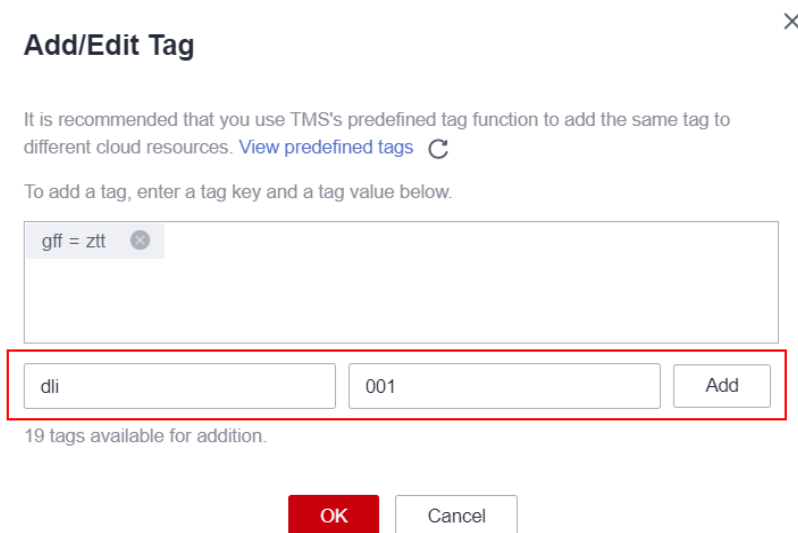 Add/Edit Tag
It is recommended that you use TMS's predefined tag function to add the same tag to
different cloud resources. View predefined tags
To add a tag, enter a tag key and a tag value below.
gff = ztt
dli 001 Add
19 tags available for addition.
OK Cancel